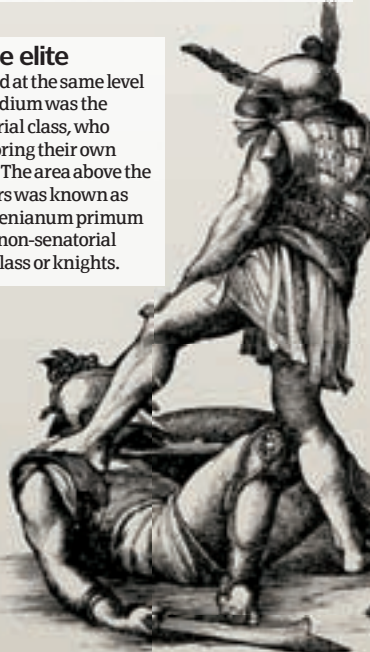 e elite
d at the same level
dium was the
rial class, who
oring their own
The area above the
rs was known as
enianum primum
non-senatorial
lass or knights.